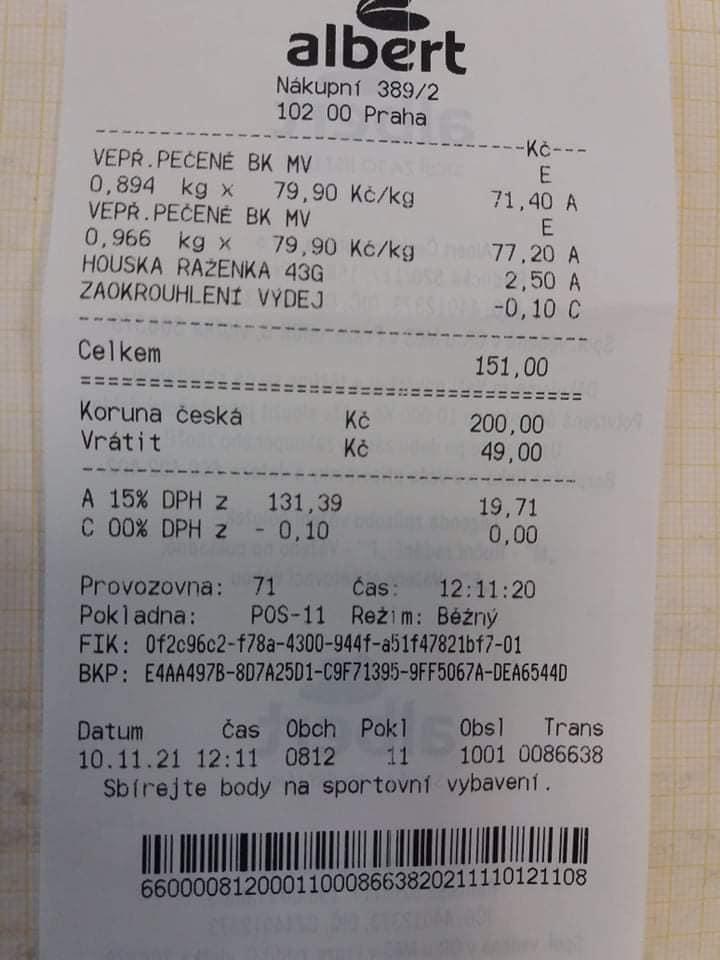 albert
Nákupní 389/2
102 00 Praha
Kč
VEPŘ.PEČENĚ BK MV E
0,894 kg x 79,90 Kč/kg 71,40 A
VEPŘ.PEČENĚ BK MV E
0,966 kg x 79,90 Kč/kg 77,20 A
HOUSKA RAŽENKA 43G 2,50 A
ZAOKROUHLENÍ VÝDEJ -0,10 C
Celkem 151,00
Koruna česká Kč 200,00
Vrátit Kč 49,00
A 15% DPH z 131,39 19,71
C 00% DPH z - 0,10 0,00
Provozovna: 71 Čas: 12:11:20
Pokladna: POS-11 Režim: Běžný
FIK: 0f2c96c2-f78a-4300-944f-a51f47821bf7-01
BKP: E4AA497B-8D7A25D1-C9F71395-9FF5067A-DEA6544D
Datum Čas Obch Pokl Obsl Trans
10.11.21 12:11 0812 11 1001 0086638
Sbírejte body na sportovní vybavení.
660000812000110008663820211110121108